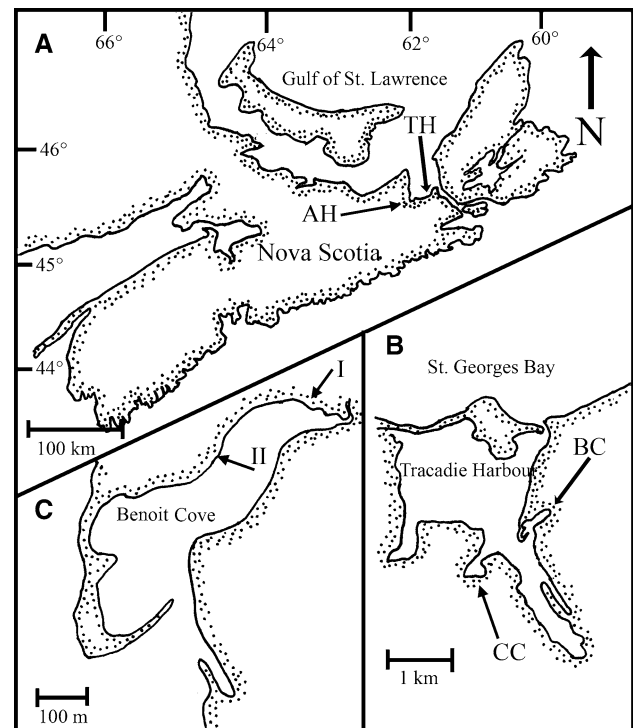 A
66°
64°
62°
60°
Gulf of St. Lawrence
TH
N
46°
AH
Nova Scotia
45°
44°
100 km
B
St. Georges Bay
I
II
BC
Tracadie Harbour
C
Benoit Cove
CC
1 km
100 m